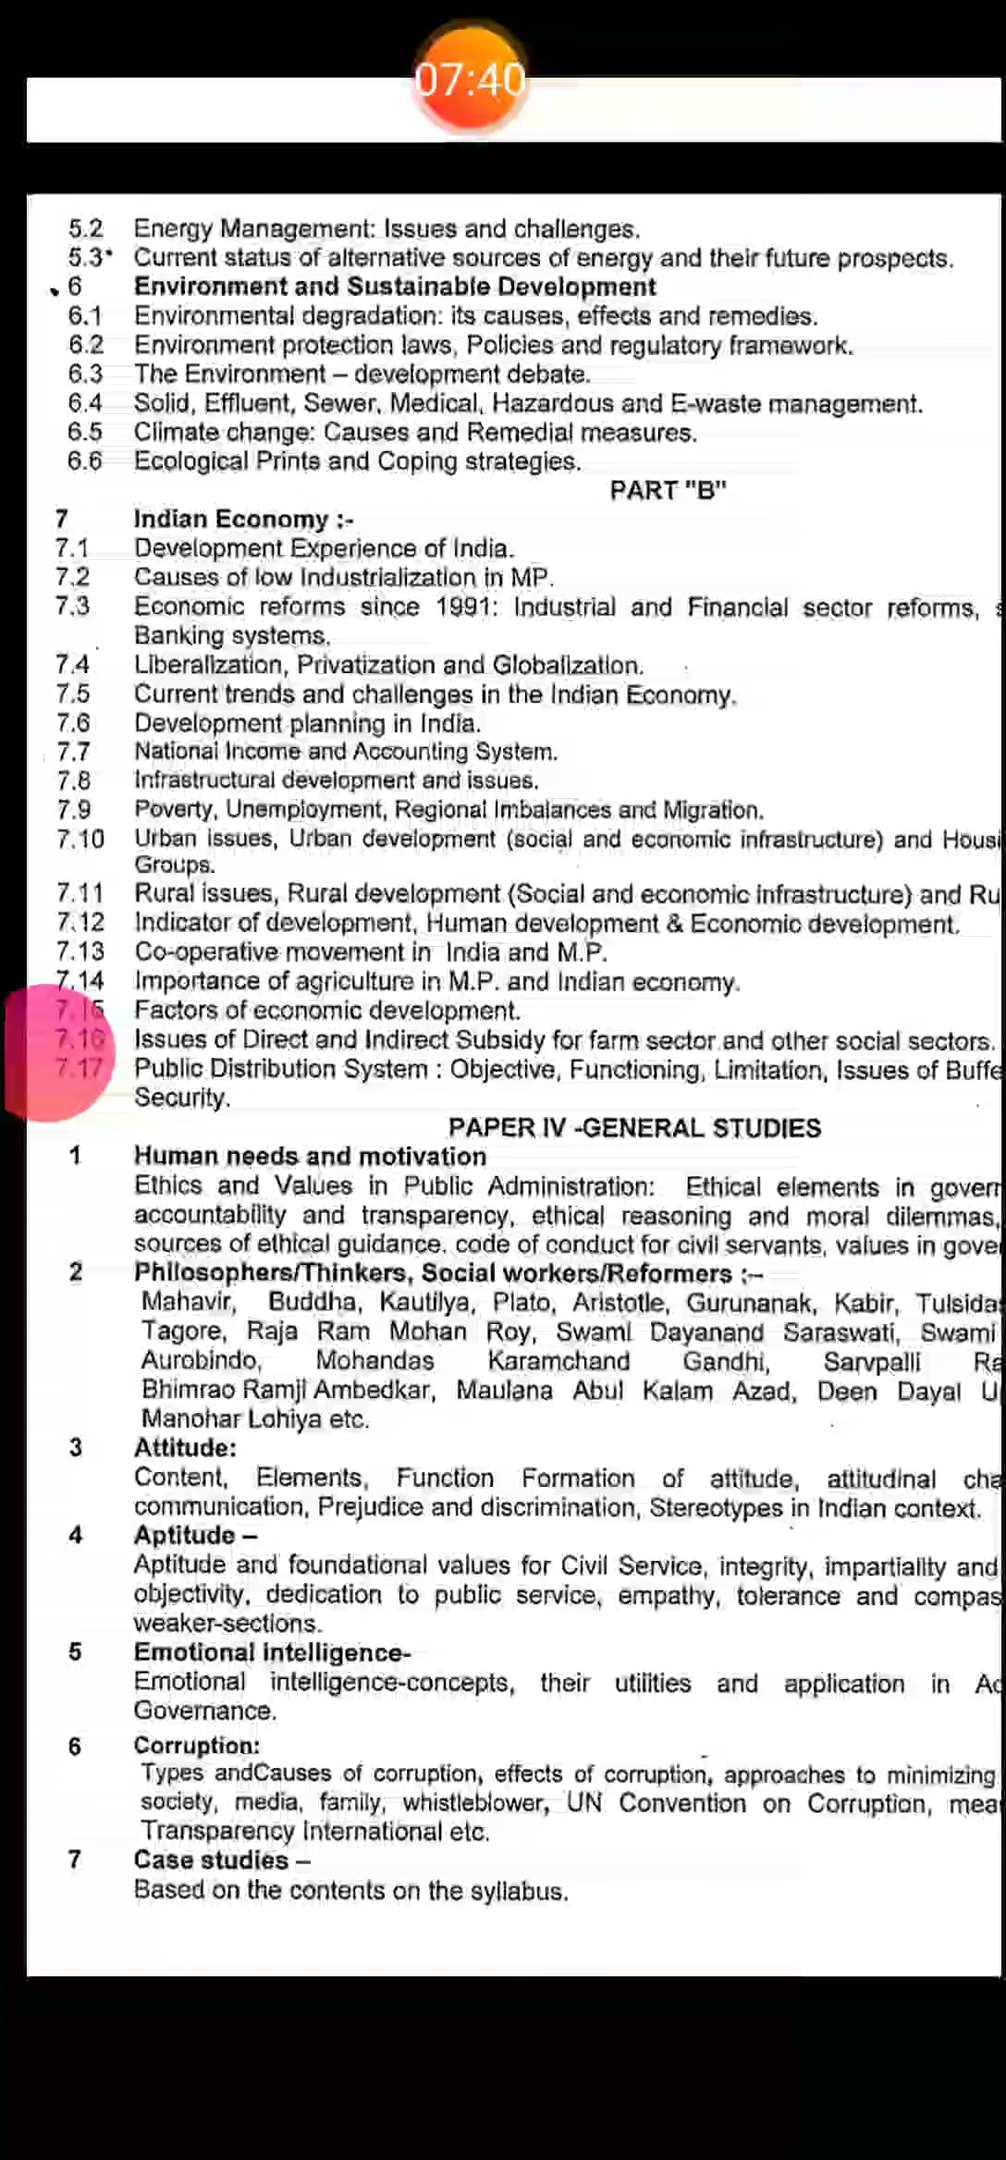 07:40
5.2 Energy Management: Issues and challenges.
5.3* Current status of alternative sources of energy and their future prospects.
6 Environment and Sustainable Development
6.1 Environmental degradation: its causes, effects and remedies.
6.2 Environment protection laws, Policies and regulatory framework.
6.3 The Environment – development debate.
6.4 Solid, Effluent, Sewer, Medical, Hazardous and E-waste management.
6.5 Climate change: Causes and Remedial measures.
6.6 Ecological Prints and Coping strategies.
PART "B"
7 Indian Economy :-
7.1 Development Experience of India.
7.2 Causes of low Industrialization in MP.
7.3 Economic reforms since 1991: Industrial and Financial sector reforms,
Banking systems.
7.4 Liberalization, Privatization and Globalization.
7.5 Current trends and challenges in the Indian Economy.
7.6 Development planning in India.
7.7 National Income and Accounting System.
7.8 Infrastructural development and issues.
7.9 Poverty, Unemployment, Regional Imbalances and Migration.
7.10 Urban issues, Urban development (social and economic infrastructure) and Housi
Groups.
7.11 Rural issues, Rural development (Social and economic infrastructure) and Ru
7.12 Indicator of development, Human development & Economic development.
7.13 Co-operative movement in India and M.P.
7.14 Importance of agriculture in M.P. and Indian economy.
7.15 Factors of economic development.
7.16 Issues of Direct and Indirect Subsidy for farm sector and other social sectors.
7.17 Public Distribution System : Objective, Functioning, Limitation, Issues of Buffe
Security.
PAPER IV -GENERAL STUDIES
1 Human needs and motivation
Ethics and Values in Public Administration: Ethical elements in govern
accountability and transparency, ethical reasoning and moral dilemmas,
sources of ethical guidance, code of conduct for civil servants, values in gove
2 Philosophers/Thinkers, Social workers/Reformers :–
Mahavir, Buddha, Kautilya, Plato, Aristotle, Gurunanak, Kabir, Tulsidas
Tagore, Raja Ram Mohan Roy, Swami Dayanand Saraswati, Swami
Aurobindo, Mohandas Karamchand Gandhi, Sarvpalli Ra
Bhimrao Ramji Ambedkar, Maulana Abul Kalam Azad, Deen Dayal U
Manohar Lohiya etc.
3 Attitude:
Content, Elements, Function Formation of attitude, attitudinal cha
communication, Prejudice and discrimination, Stereotypes in Indian context.
4 Aptitude –
Aptitude and foundational values for Civil Service, integrity, impartiality and
objectivity, dedication to public service, empathy, tolerance and compas
weaker-sections.
5 Emotional intelligence-
Emotional intelligence-concepts, their utilities and application in Ad
Governance.
6 Corruption:
Types andCauses of corruption, effects of corruption, approaches to minimizing
society, media, family, whistleblower, UN Convention on Corruption, mea
Transparency International etc.
7 Case studies –
Based on the contents on the syllabus.